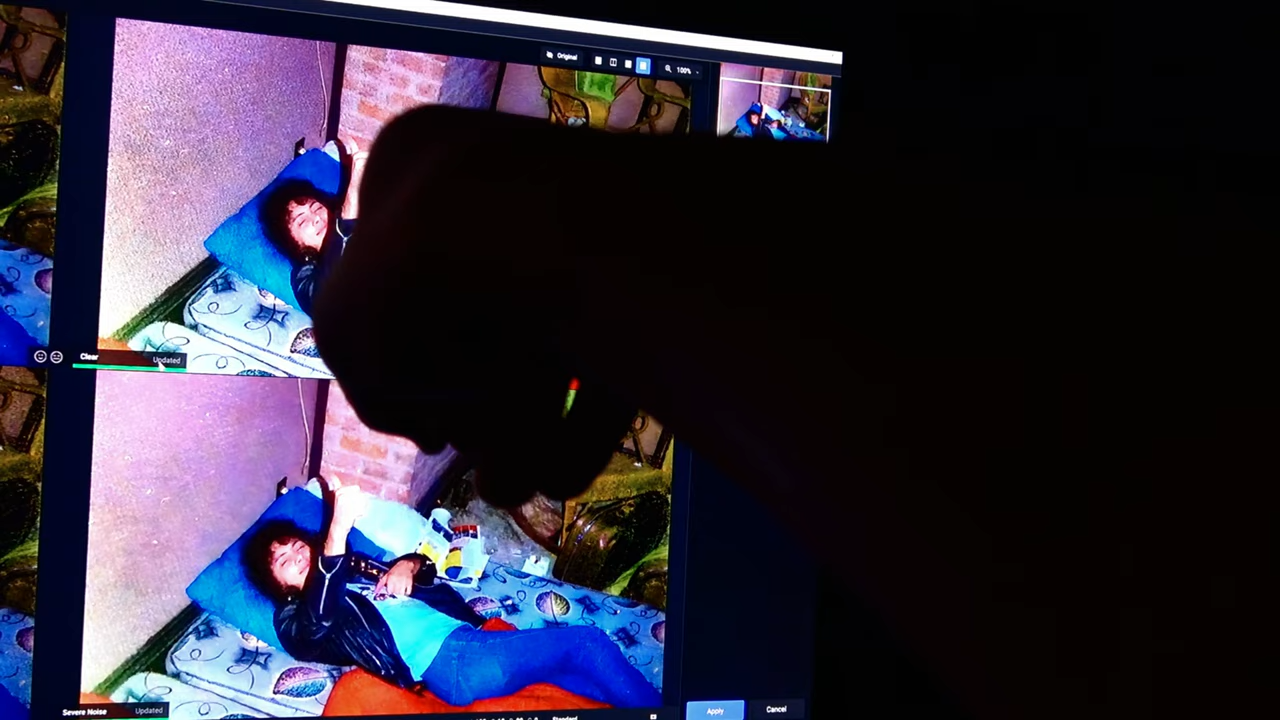 Original
100%
Clear Updated
Severe Noise Updated
Standard
Apply Cancel